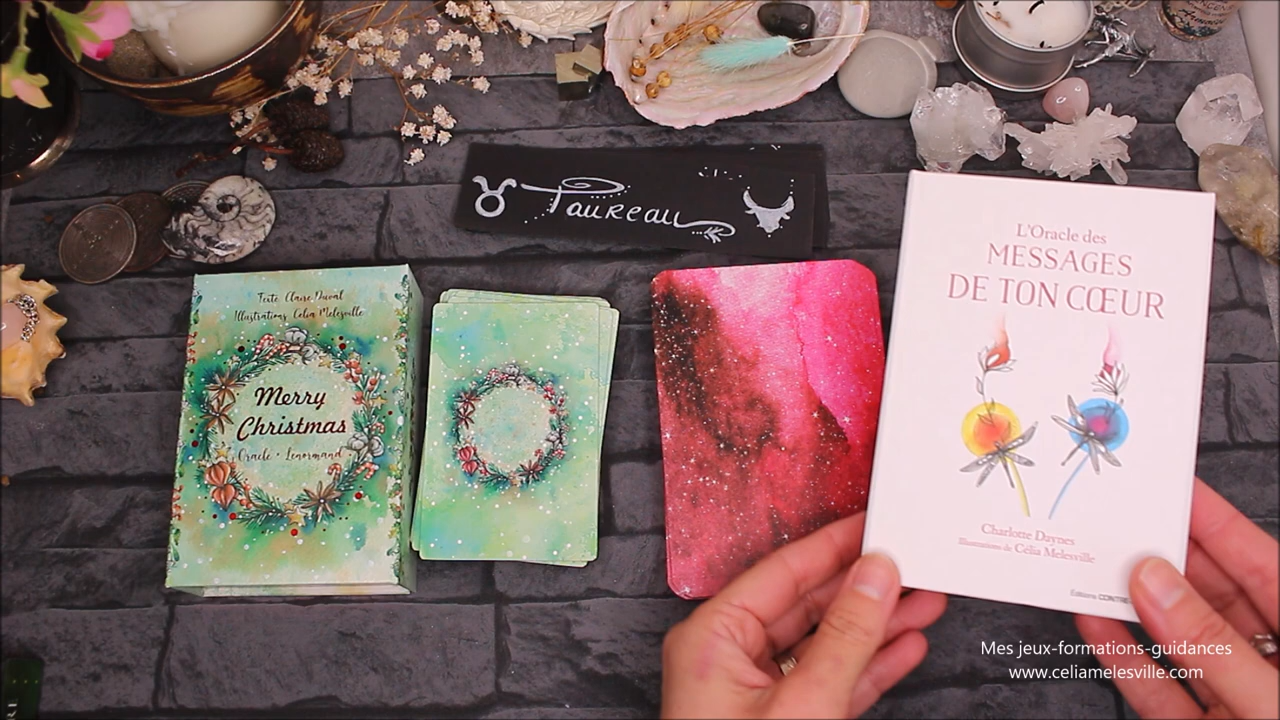 Taureau
Texte Claire Duval
Illustrations Célia Melesville
Merry
Christmas
Oracle • Lenormand
L'Oracle des
MESSAGES
DE TON CŒUR
Charlotte Daynes
Illustrations de Célia Melesville
Éditions
Mes jeux-formations-guidances
www.celiamelesville.com